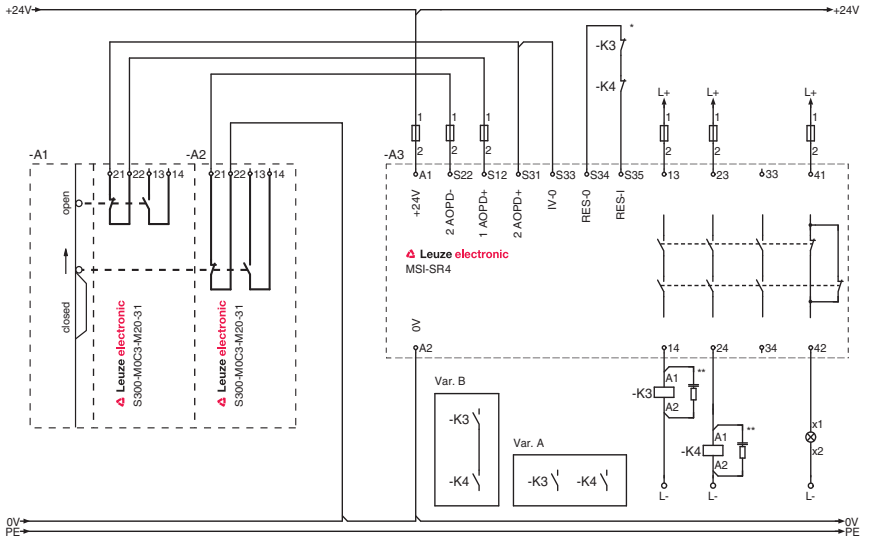 +24V
+24V
*
-K3
-K4
L+
L+
L+
1
1
1
1
1
1
1
2
2
2
2
2
2
2
-A1
-A2
-A3
21
22
13
14
21
22
13
14
A1
S22
S12
S31
S33
S34
S35
13
23
33
41
+24V
2 AOPD-
1 AOPD+
2 AOPD+
IV-0
RES-0
RES-I
open
closed
Leuze electronic
MSI-SR4
Leuze electronic
S300-M0C3-M20-31
Leuze electronic
S300-M0C3-M20-31
0V
A2
14
24
34
42
Var. B
-K3
-K4
Var. A
-K3
-K4
-K3
A1
A2
**
-K4
A1
A2
**
x1
x2
L-
L-
L-
0V
0V
PE
PE